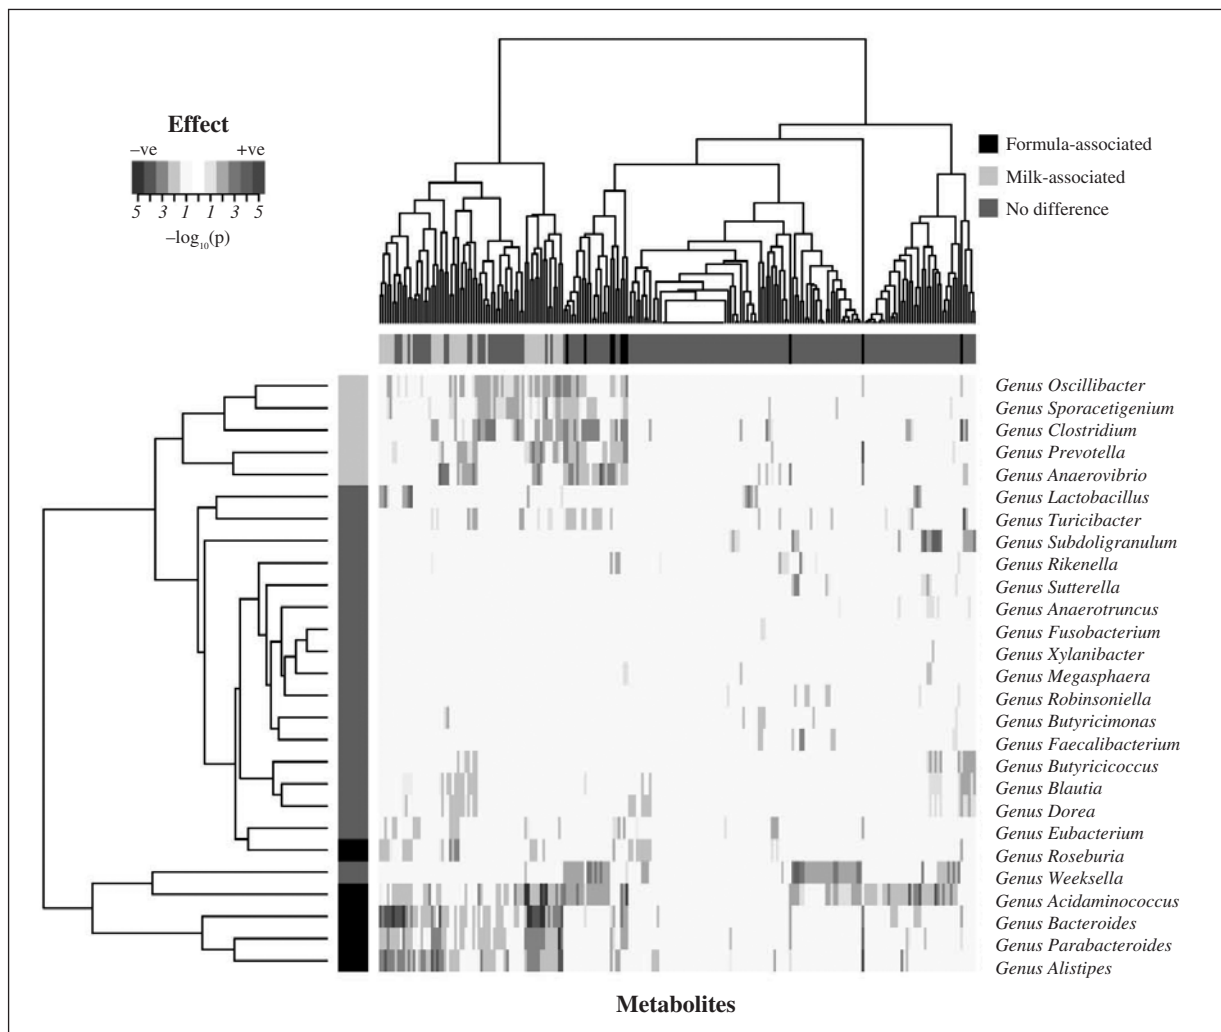 Effect
–ve +ve
5 3 1 1 3 5
–log10(p)
Formula-associated
Milk-associated
No difference
Genus Oscillibacter
Genus Sporacetigenium
Genus Clostridium
Genus Prevotella
Genus Anaerovibrio
Genus Lactobacillus
Genus Turicibacter
Genus Subdoligranulum
Genus Rikenella
Genus Sutterella
Genus Anaerotruncus
Genus Fusobacterium
Genus Xylanibacter
Genus Megasphaera
Genus Robinsoniella
Genus Butyricimonas
Genus Faecalibacterium
Genus Butyricicoccus
Genus Blautia
Genus Dorea
Genus Eubacterium
Genus Roseburia
Genus Weeksella
Genus Acidaminococcus
Genus Bacteroides
Genus Parabacteroides
Genus Alistipes
Metabolites